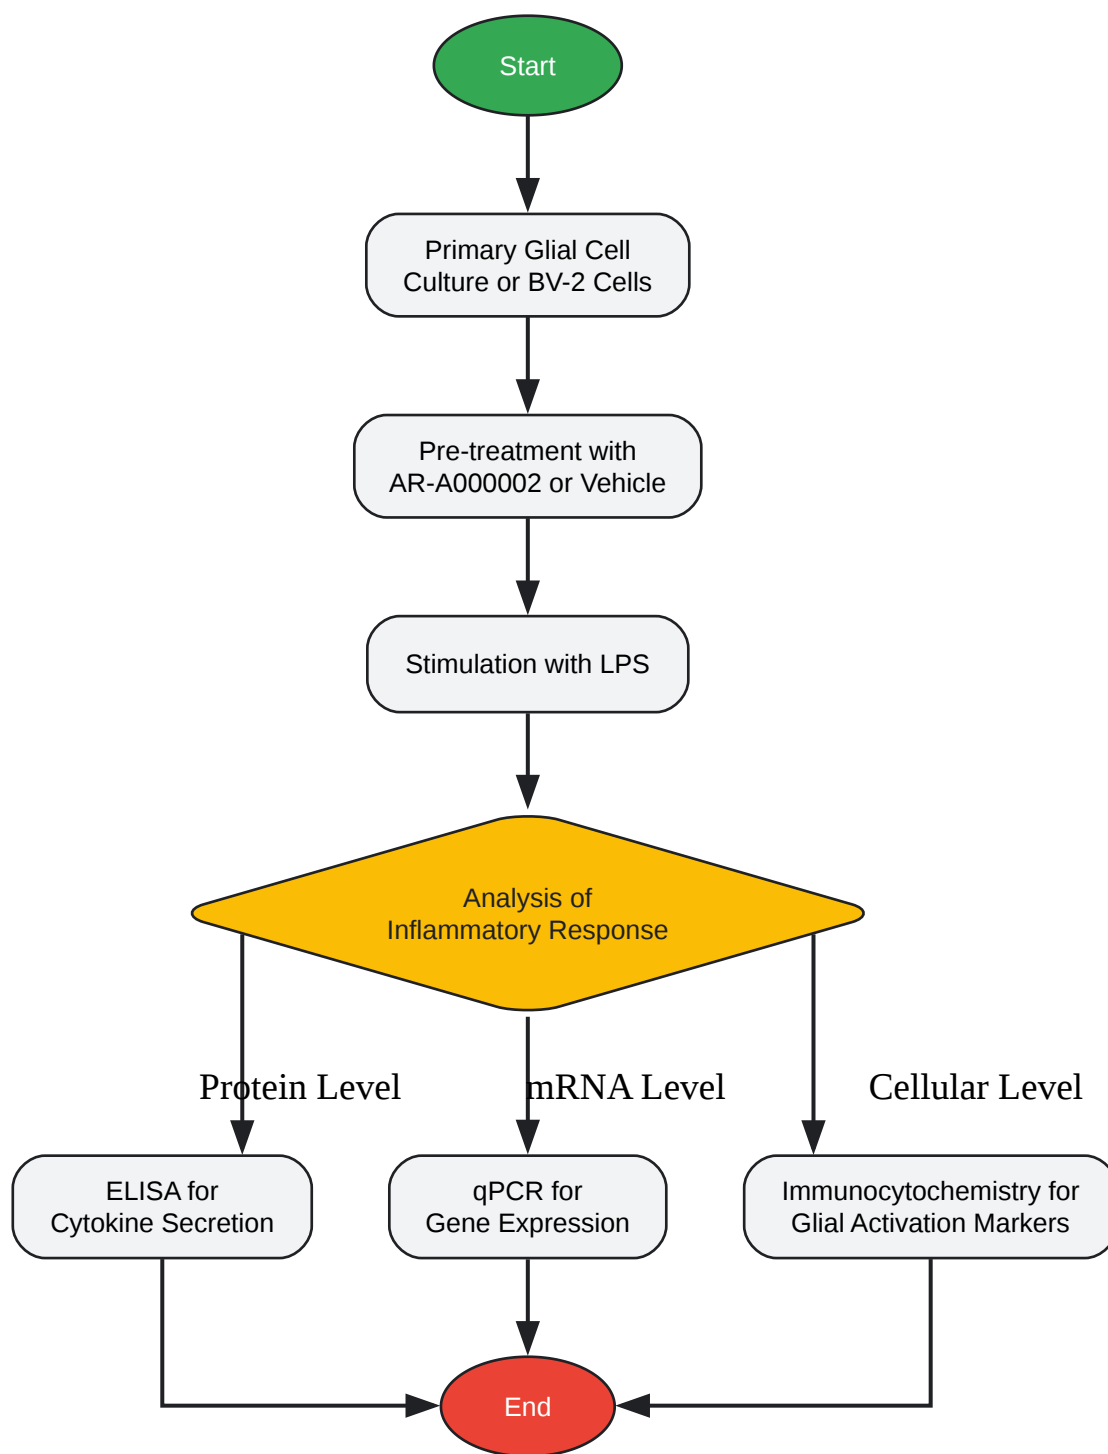 Start
Primary Glial Cell
Culture or BV-2 Cells
Pre-treatment with
AR-A000002 or Vehicle
Stimulation with LPS
Analysis of
Inflammatory Response
Protein Level
mRNA Level
Cellular Level
ELISA for
Cytokine Secretion
qPCR for
Gene Expression
Immunocytochemistry for
Glial Activation Markers
End